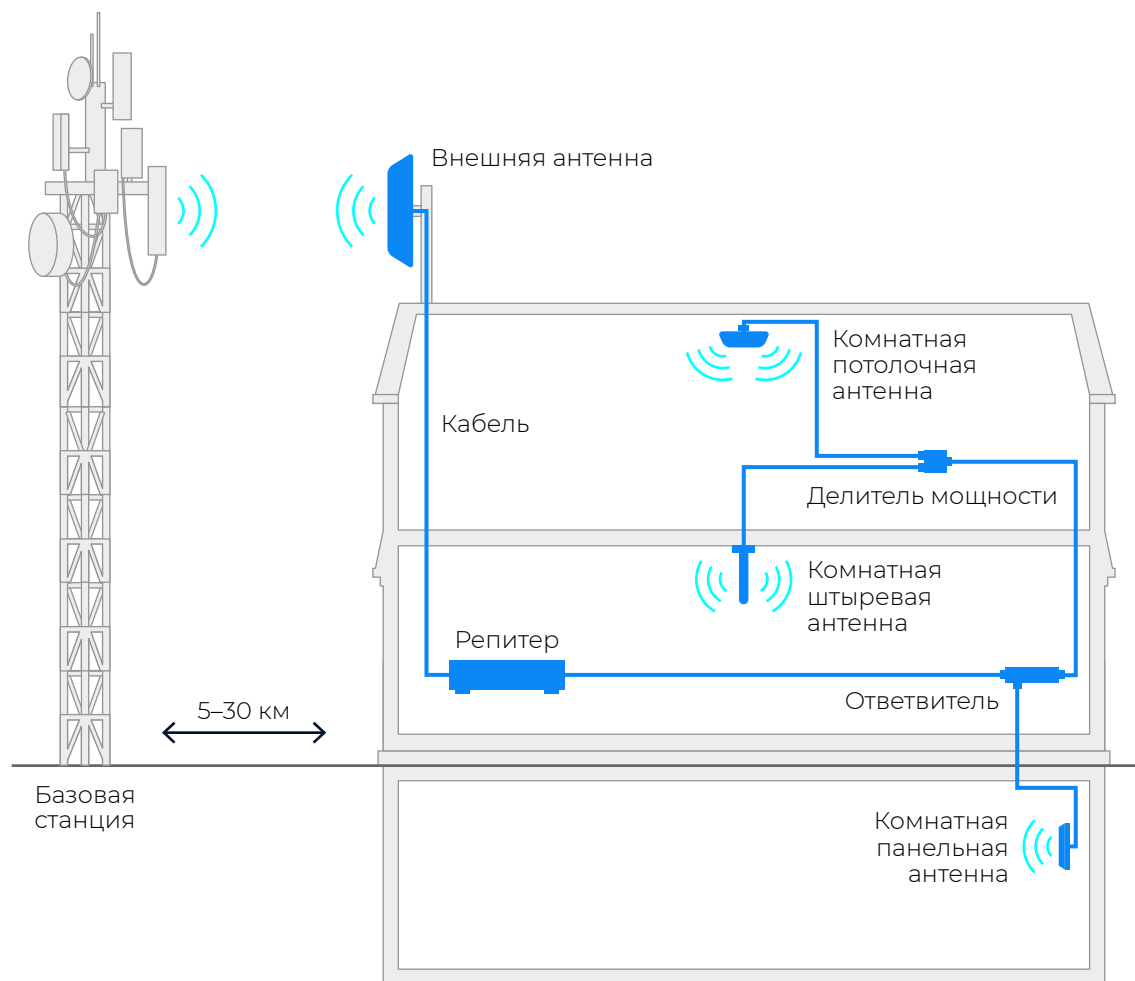 Внешняя антенна
Комнатная
потолочная
антенна
Кабель
Делитель мощности
Комнатная
штыревая
антенна
Репитер
Ответвитель
5–30 км
Базовая
станция
Комнатная
панельная
антенна